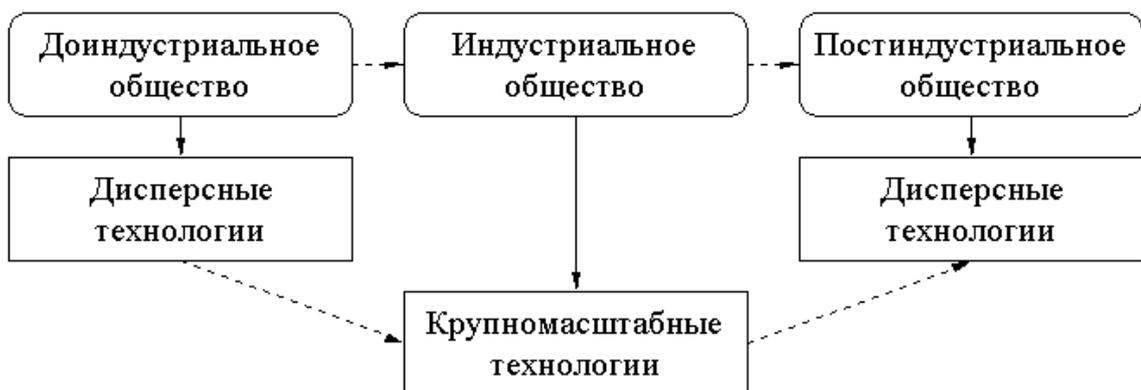 Доиндустриальное
общество
Индустриальное
общество
Постиндустриальное
общество
Дисперсные
технологии
Дисперсные
технологии
Крупномасштабные
технологии